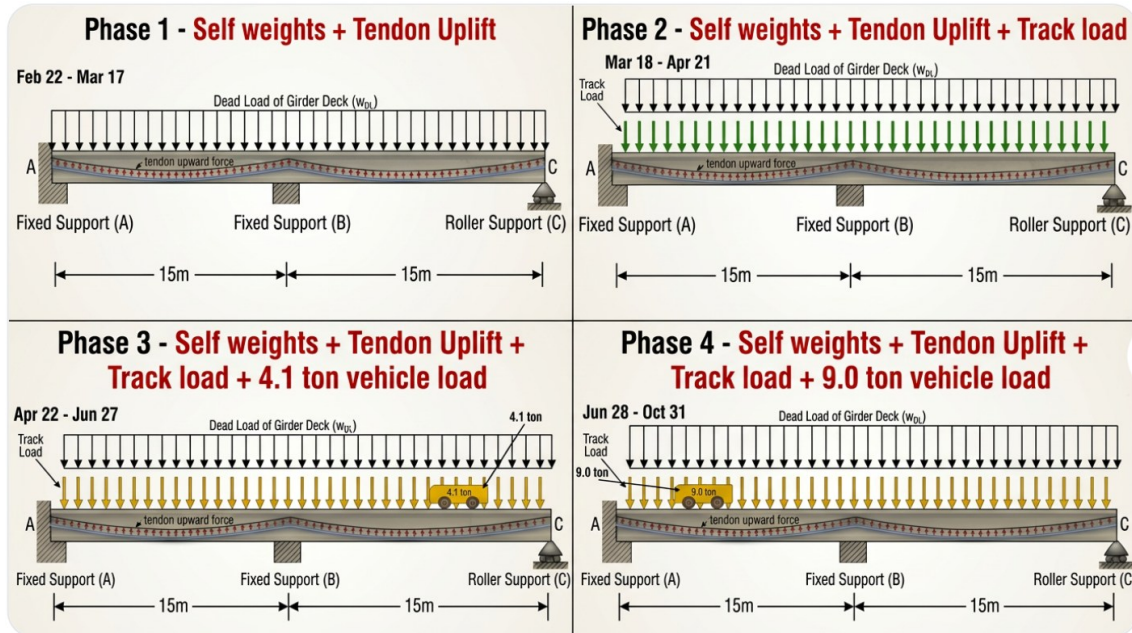 Phase 1 - Self weights + Tendon Uplift
Feb 22 - Mar 17
Dead Load of Girder Deck (wDL)
A
tendon upward force
C
Fixed Support (A)
Fixed Support (B)
Roller Support (C)
15m
15m
Phase 2 - Self weights + Tendon Uplift + Track load
Mar 18 - Apr 21
Dead Load of Girder Deck (wDL)
Track
Load
A
tendon upward force
C
Fixed Support (A)
Fixed Support (B)
Roller Support (C)
15m
15m
Phase 3 - Self weights + Tendon Uplift +
Track load + 4.1 ton vehicle load
Apr 22 - Jun 27
4.1 ton
Dead Load of Girder Deck (wDL)
Track
Load
4.1 ton
A
tendon upward force
C
Fixed Support (A)
Fixed Support (B)
Roller Support (C)
15m
15m
Phase 4 - Self weights + Tendon Uplift +
Track load + 9.0 ton vehicle load
Jun 28 - Oct 31
Dead Load of Girder Deck (wDL)
Track
Load
9.0 ton
9.0 ton
A
tendon upward force
C
Fixed Support (A)
Fixed Support (B)
Roller Support (C)
15m
15m